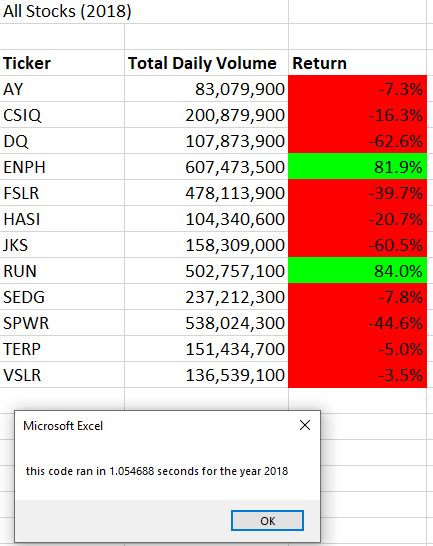 All Stocks (2018)
Ticker Total Daily Volume Return
AY 83,079,900 -7.3%
CSIQ 200,879,900 -16.3%
DQ 107,873,900 -62.6%
ENPH 607,473,500 81.9%
FSLR 478,113,900 -39.7%
HASI 104,340,600 -20.7%
JKS 158,309,000 -60.5%
RUN 502,757,100 84.0%
SEDG 237,212,300 -7.8%
SPWR 538,024,300 -44.6%
TERP 151,434,700 -5.0%
VSLR 136,539,100 -3.5%
Microsoft Excel
this code ran in 1.054688 seconds for the year 2018
OK